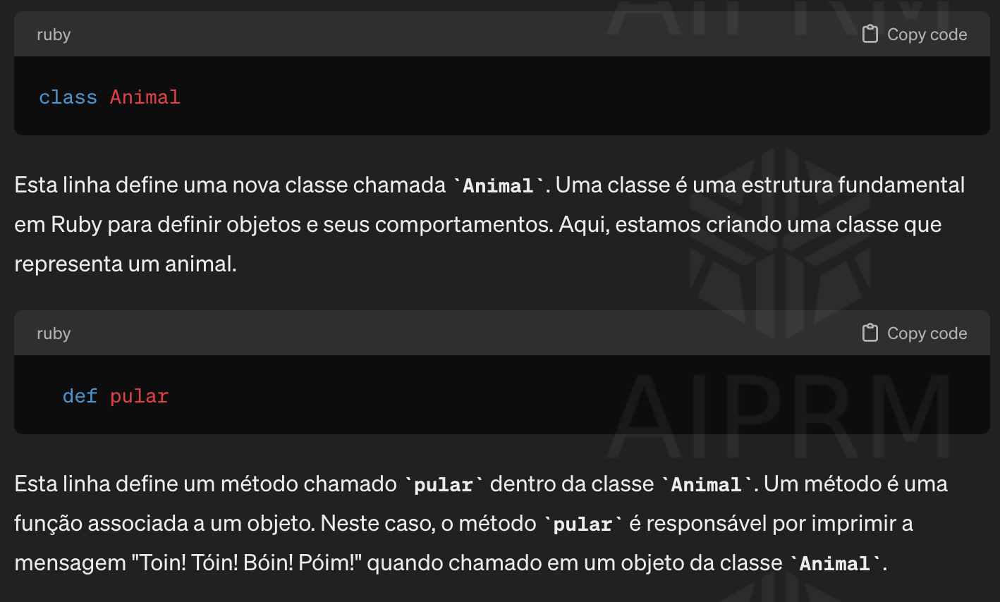 AIPRM
ruby Copy code
class Animal
Esta linha define uma nova classe chamada `Animal`. Uma classe é uma estrutura fundamental
em Ruby para definir objetos e seus comportamentos. Aqui, estamos criando uma classe que
representa um animal.
ruby Copy code
def pular
AIPRM
Esta linha define um método chamado `pular` dentro da classe `Animal`. Um método é uma
função associada a um objeto. Neste caso, o método `pular` é responsável por imprimir a
mensagem "Toin! Tóin! Bóin! Póim!" quando chamado em um objeto da classe `Animal`.